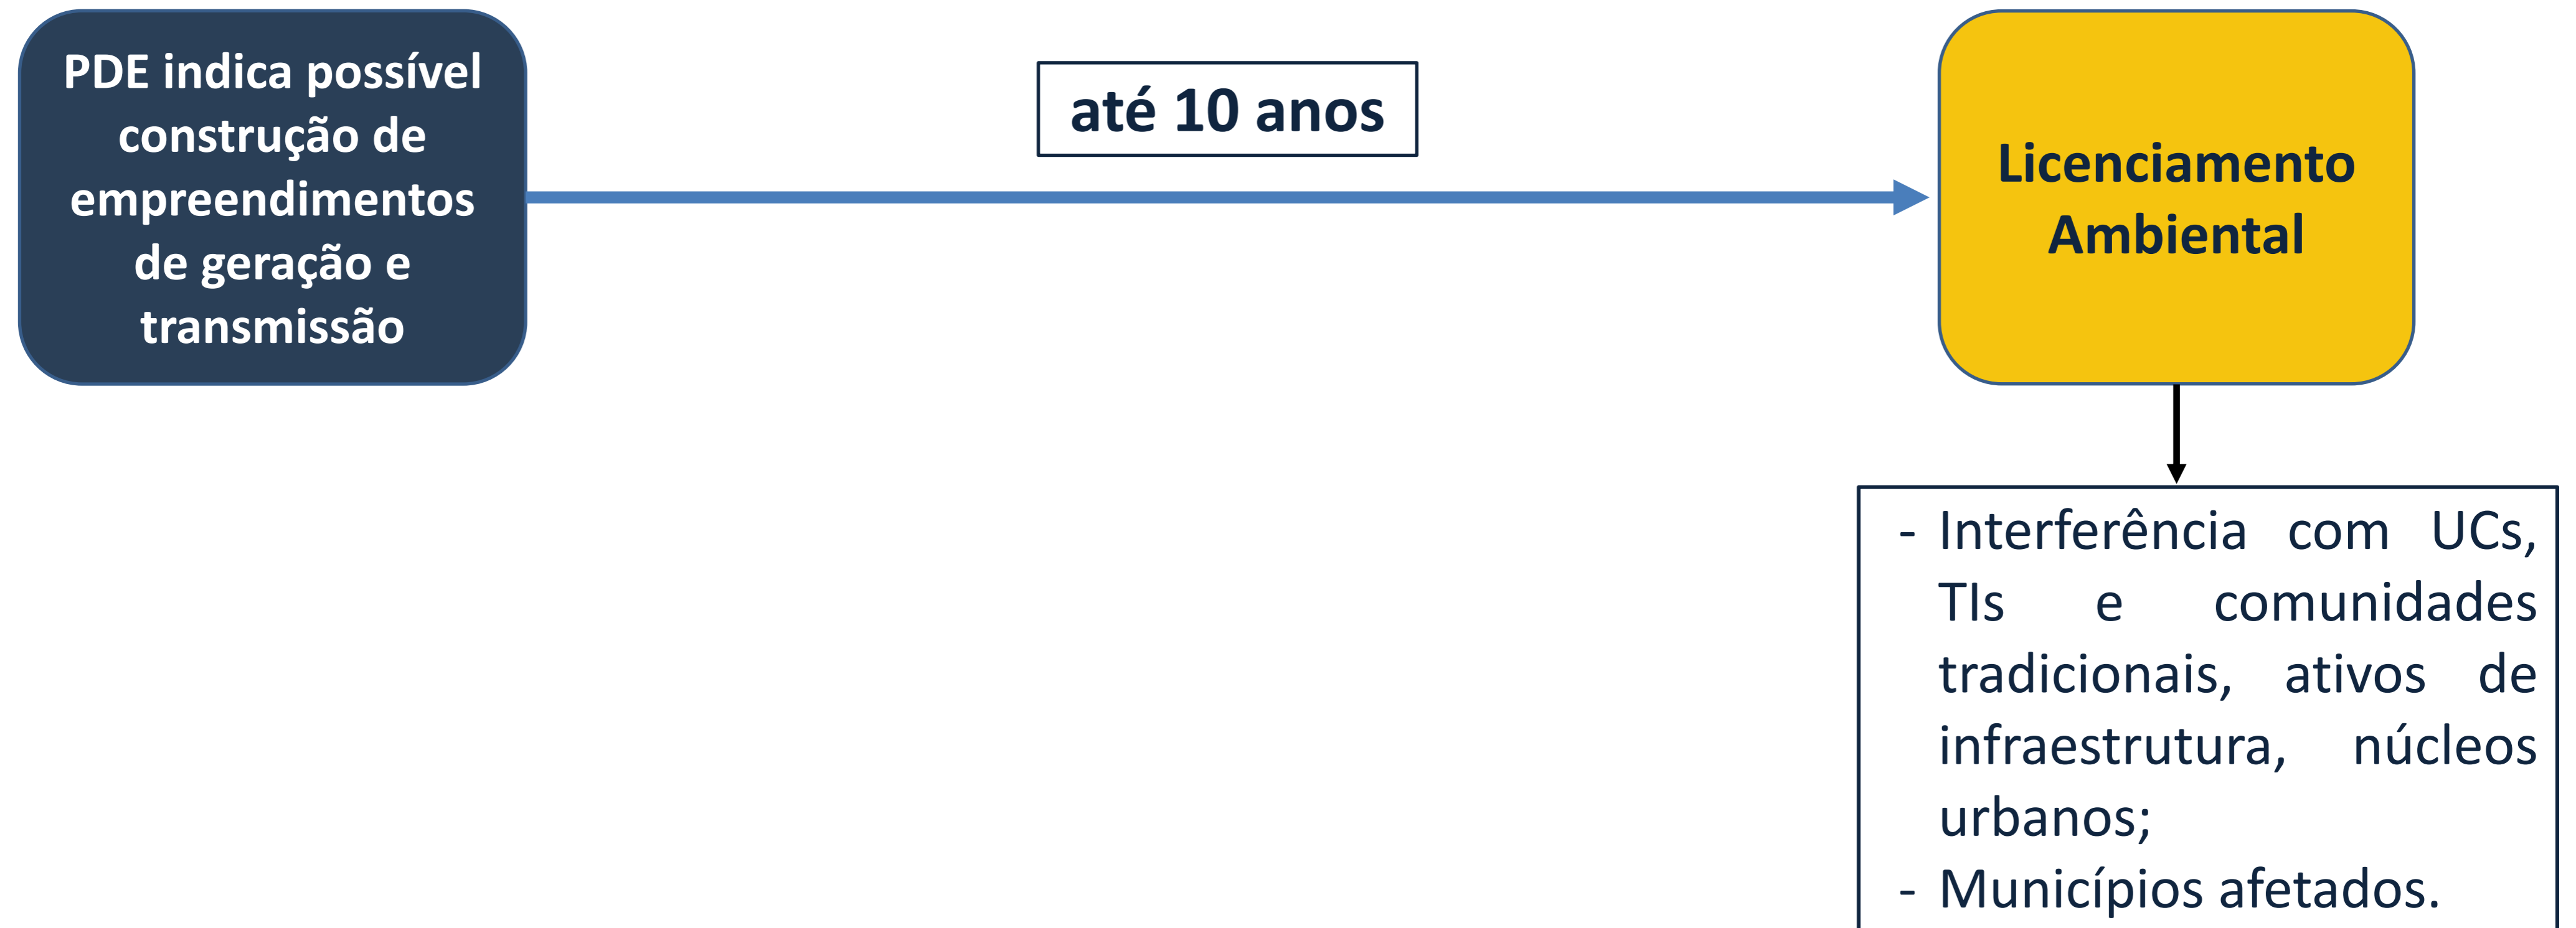 PDE indica possível
construção de
empreendimentos
de geração e
transmissão
até 10 anos
Licenciamento
Ambiental
- Interferência com UCs,
TIs e comunidades
tradicionais, ativos de
infraestrutura, núcleos
urbanos;
- Municípios afetados.